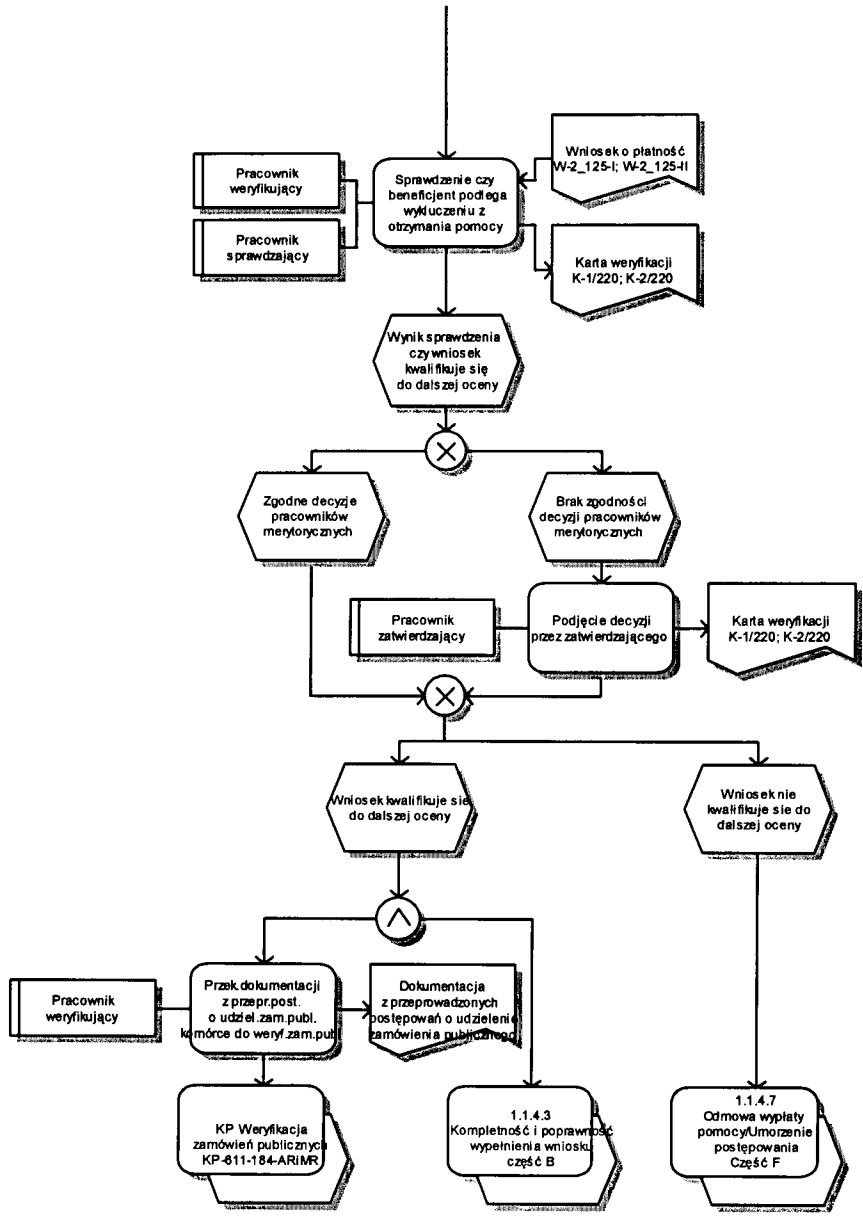 Pracownik
weryfikujący
Pracownik
sprawdzający
Sprawdzenie czy
beneficjent podlega
wykluczeniu z
otrzymania pomocy
Wniosek o płatność
W-2_125-I; W-2_125-II
Karta weryfikacji
K-1/220; K-2/220
Wynik sprawdzenia
czy wniosek
kwalifikuje się
do dalszej oceny
Zgodne decyzje
pracowników
merytorycznych
Brak zgodności
decyzji pracowników
merytorycznych
Pracownik
zatwierdzający
Podjęcie decyzji
przez zatwierdzającego
Karta weryfikacji
K-1/220; K-2/220
Wniosek kwalifikuje sie
do dalszej oceny
Wniosek nie
kwalifikuje sie do
dalszej oceny
Pracownik
weryfikujący
Przek.dokumentacji
z przepr.post.
o udziel.zam.publ.
komórce do weryf.zam.publ
Dokumentacja
z przeprowadzonych
postępowań o udzielenie
zamówienia publicznego
KP Weryfikacja
zamówień publicznych
KP-611-184-ARiMR
1.1.4.3
Kompletność i poprawność
wypełnienia wniosku
część B
1.1.4.7
Odmowa wypłaty
pomocy/Umorzenie
postępowania
Część F